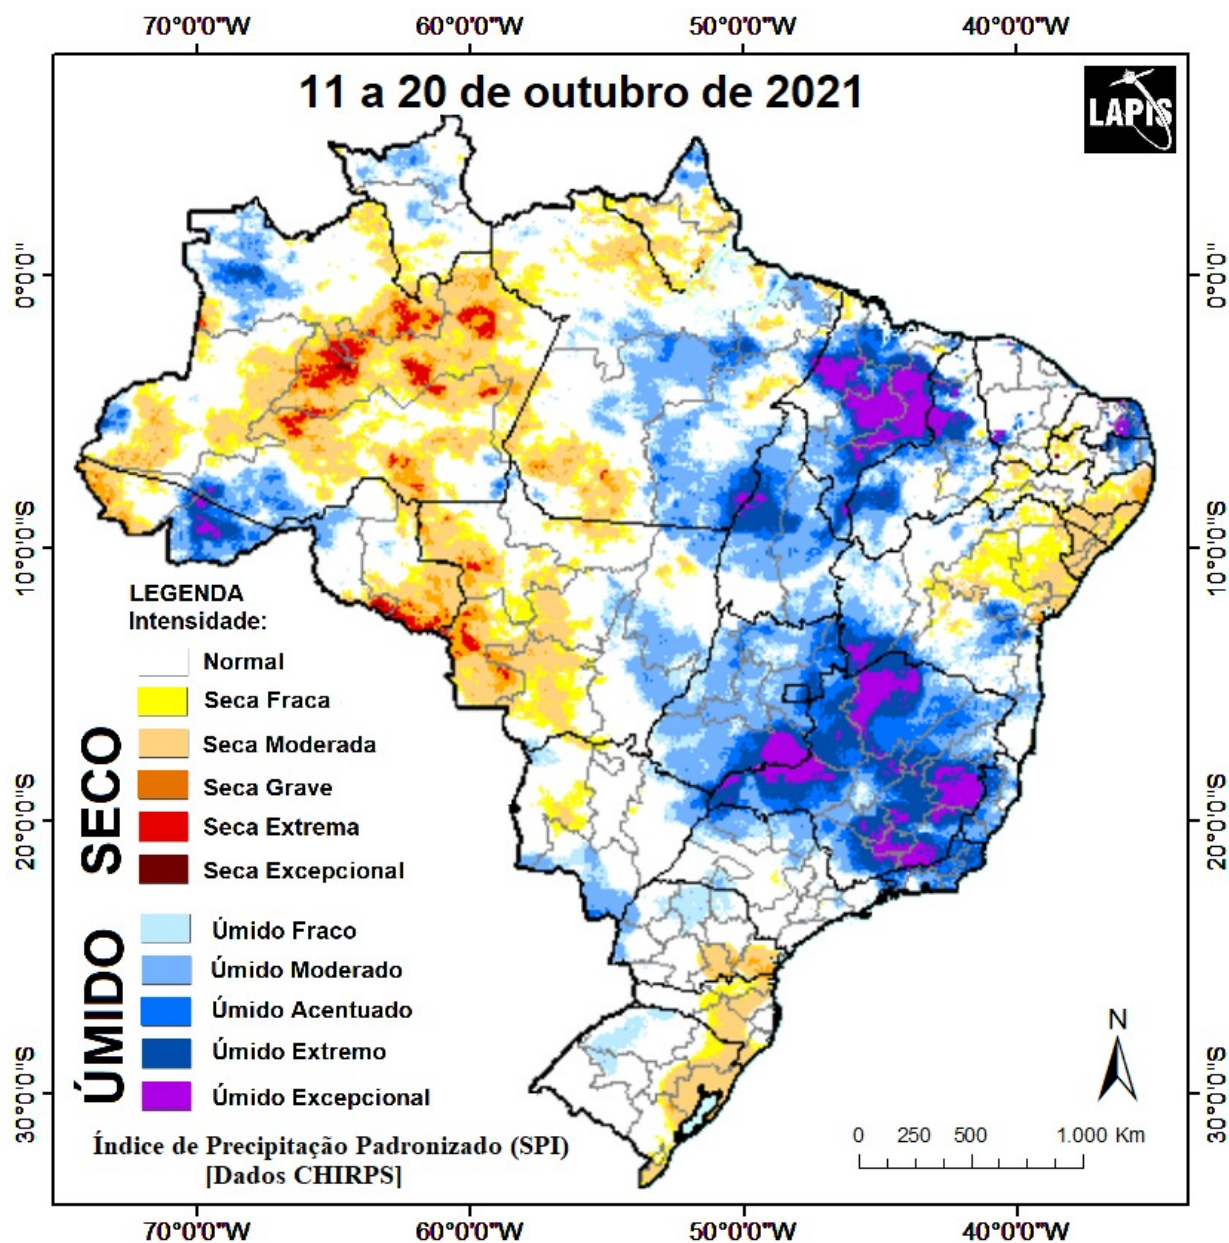 70°0'0"W 60°0'0"W 50°0'0"W 40°0'0"W
11 a 20 de outubro de 2021
LAPIS
0°0'0"
0°0'0"
10°0'0"S
10°0'0"S
LEGENDA
Intensidade:
SECO
Normal
Seca Fraca
Seca Moderada
Seca Grave
Seca Extrema
Seca Excepcional
20°0'0"S
20°0'0"S
ÚMIDO
Úmido Fraco
Úmido Moderado
Úmido Acentuado
Úmido Extremo
Úmido Excepcional
N
30°0'0"S
30°0'0"S
Índice de Precipitação Padronizado (SPI)
[Dados CHIRPS]
0 250 500 1.000 Km
70°0'0"W 60°0'0"W 50°0'0"W 40°0'0"W